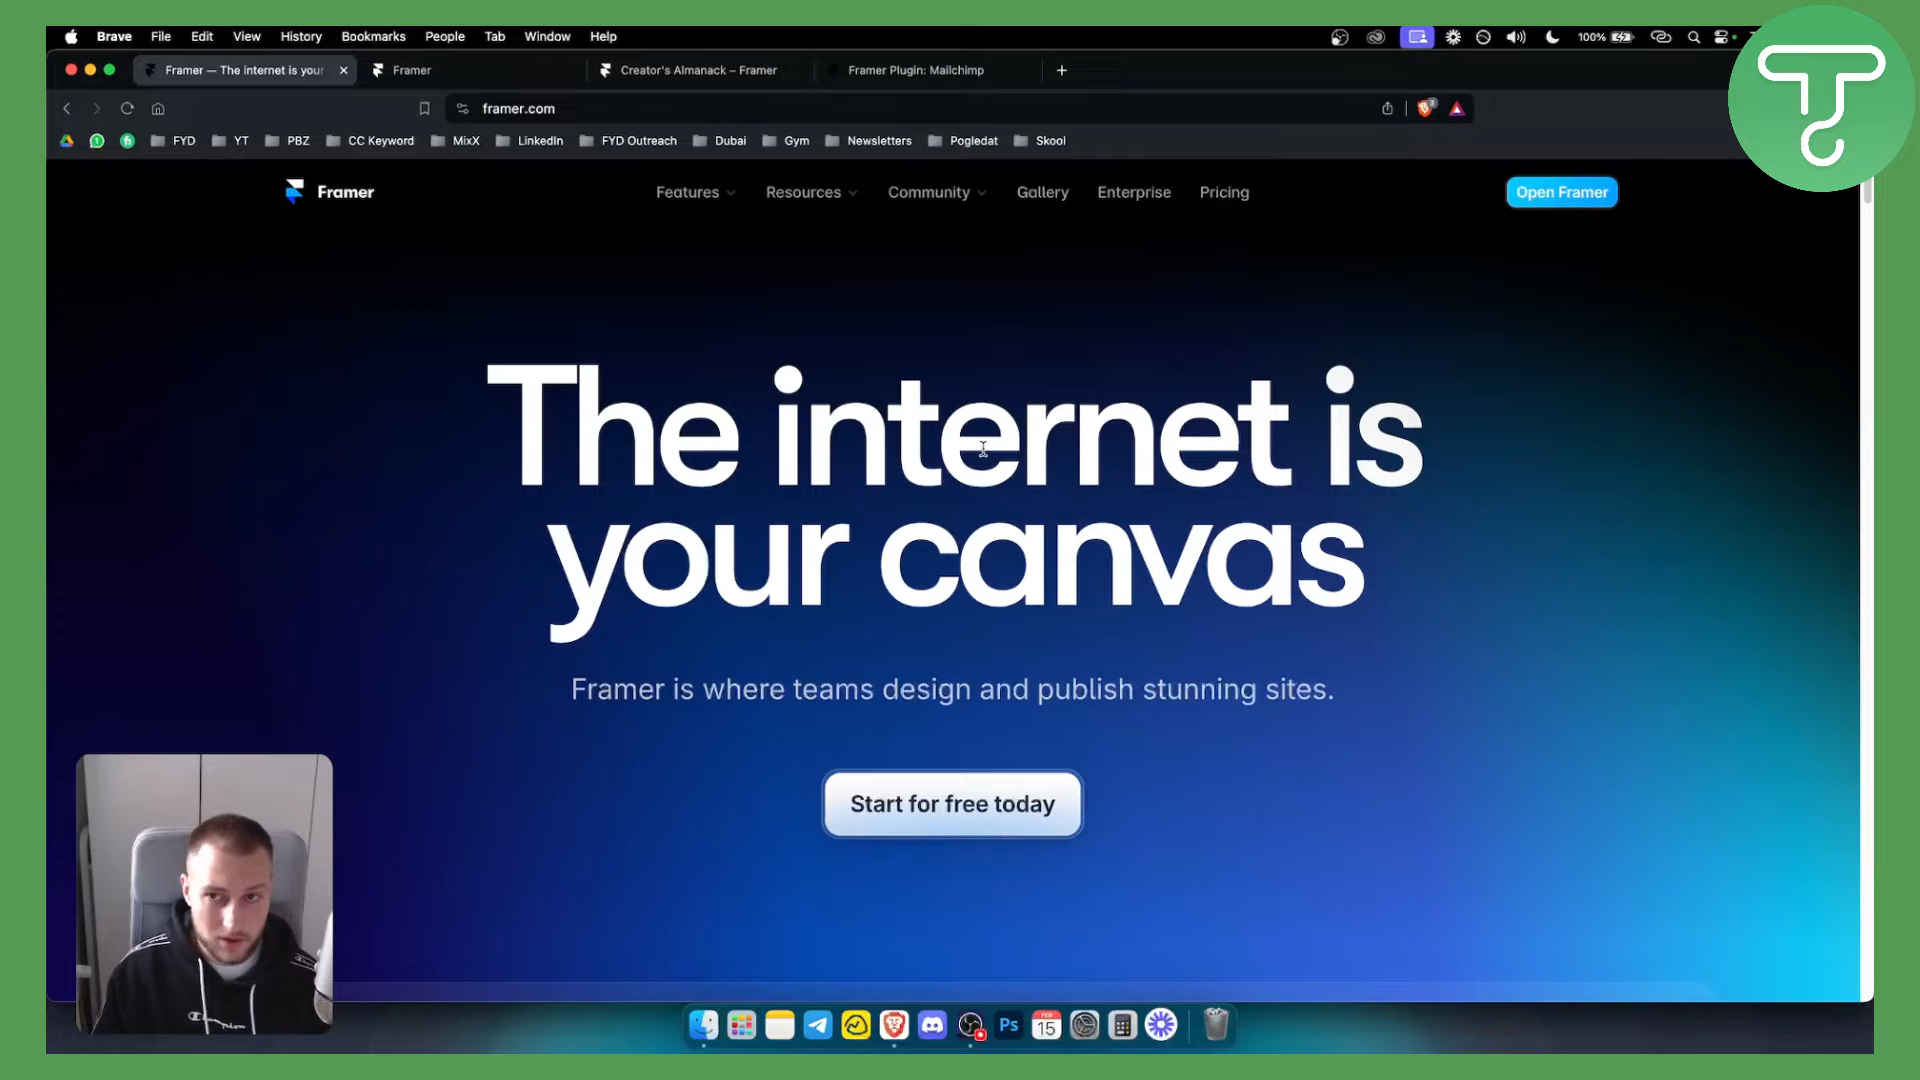 Brave File Edit View History Bookmarks People Tab Window Help 100%
Framer — The internet is your Framer Creator's Almanack – Framer Framer Plugin: Mailchimp
framer.com 3
FYD YT PBZ CC Keyword MixX LinkedIn FYD Outreach Dubai Gym Newsletters Pogledat Skool
Framer Features Resources Community Gallery Enterprise Pricing Open Framer
The internet is
your canvas
Framer is where teams design and publish stunning sites.
Start for free today
Champion
Ps FEB 15